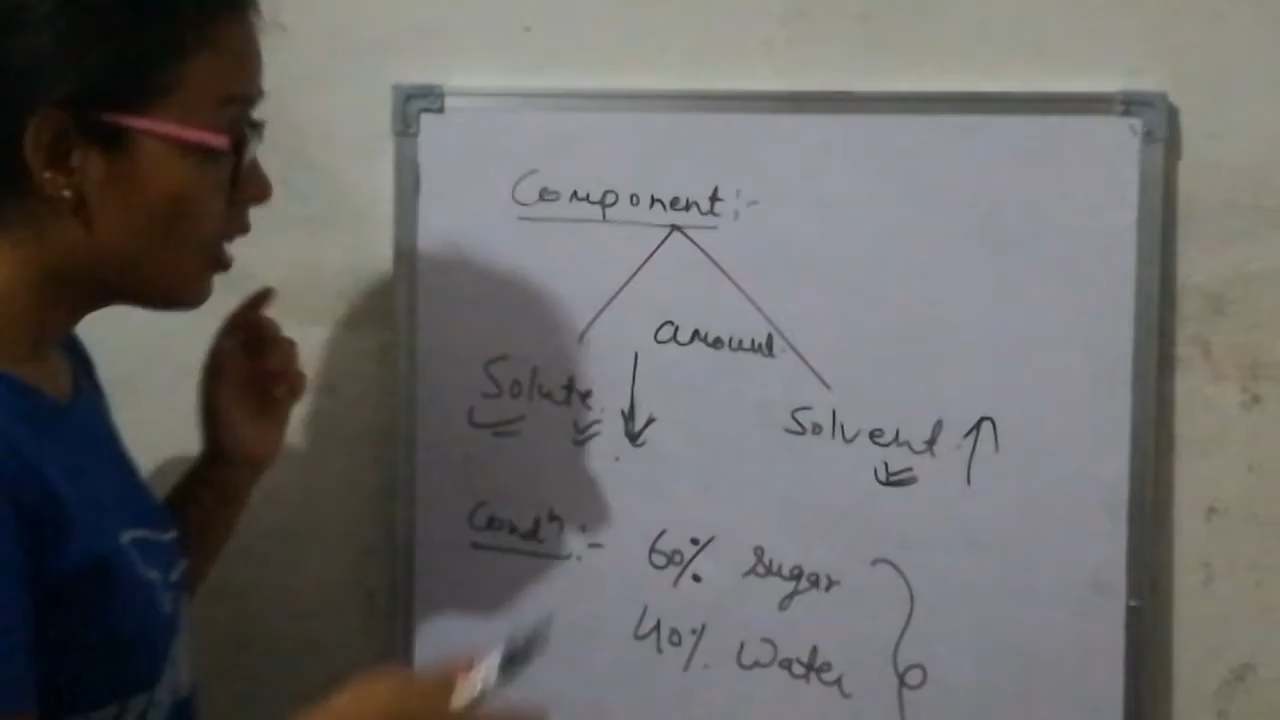 Component:-
amount
Solute ↓
Solvent ↑
Condⁿ :- 60% Sugar
40% Water